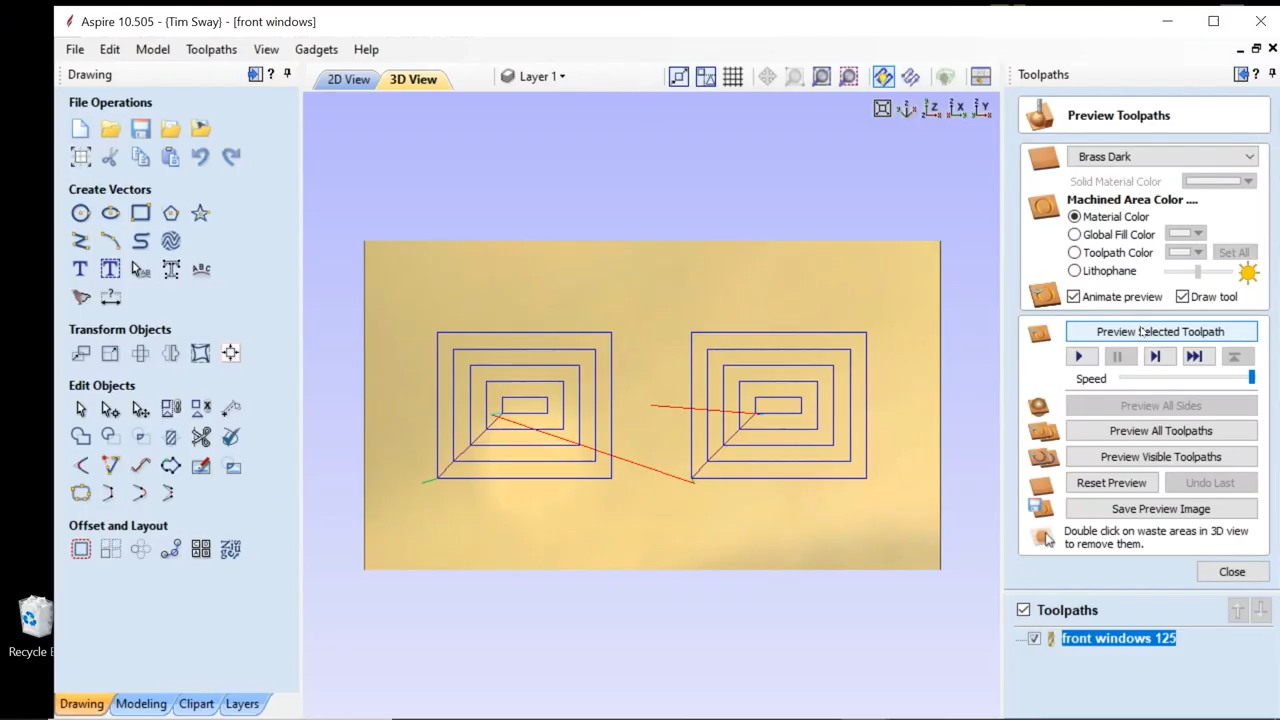 Aspire 10.505 - {Tim Sway} - [front windows]
File Edit Model Toolpaths View Gadgets Help
Drawing
File Operations
Create Vectors
Transform Objects
Edit Objects
Offset and Layout
Drawing Modeling Clipart Layers
2D View 3D View Layer 1
Toolpaths
Preview Toolpaths
Brass Dark
Solid Material Color
Machined Area Color ....
Material Color
Global Fill Color
Toolpath Color Set All
Lithophane
Animate preview Draw tool
Preview Selected Toolpath
Speed
Preview All Sides
Preview All Toolpaths
Preview Visible Toolpaths
Reset Preview Undo Last
Save Preview Image
Double click on waste areas in 3D view
to remove them.
Close
Toolpaths
front windows 125
Recycle